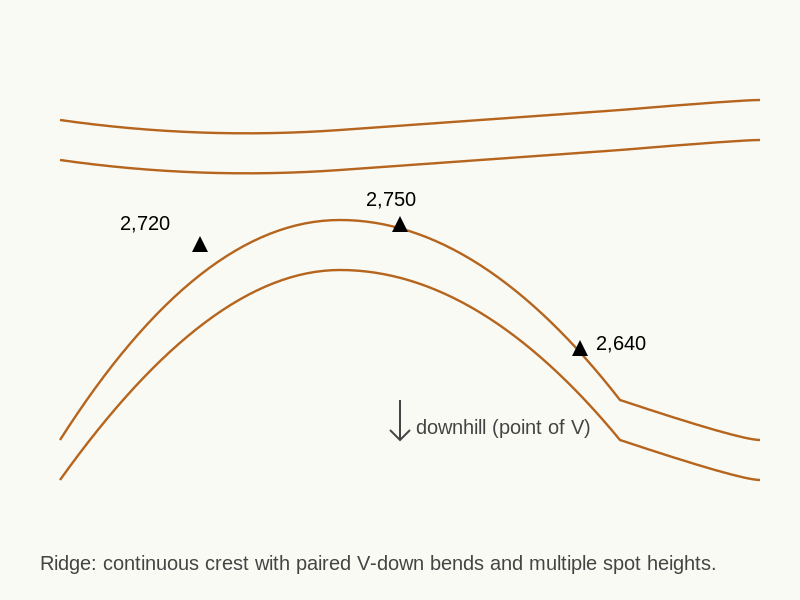 2,750
2,720
2,640
downhill (point of V)
Ridge: continuous crest with paired V-down bends and multiple spot heights.